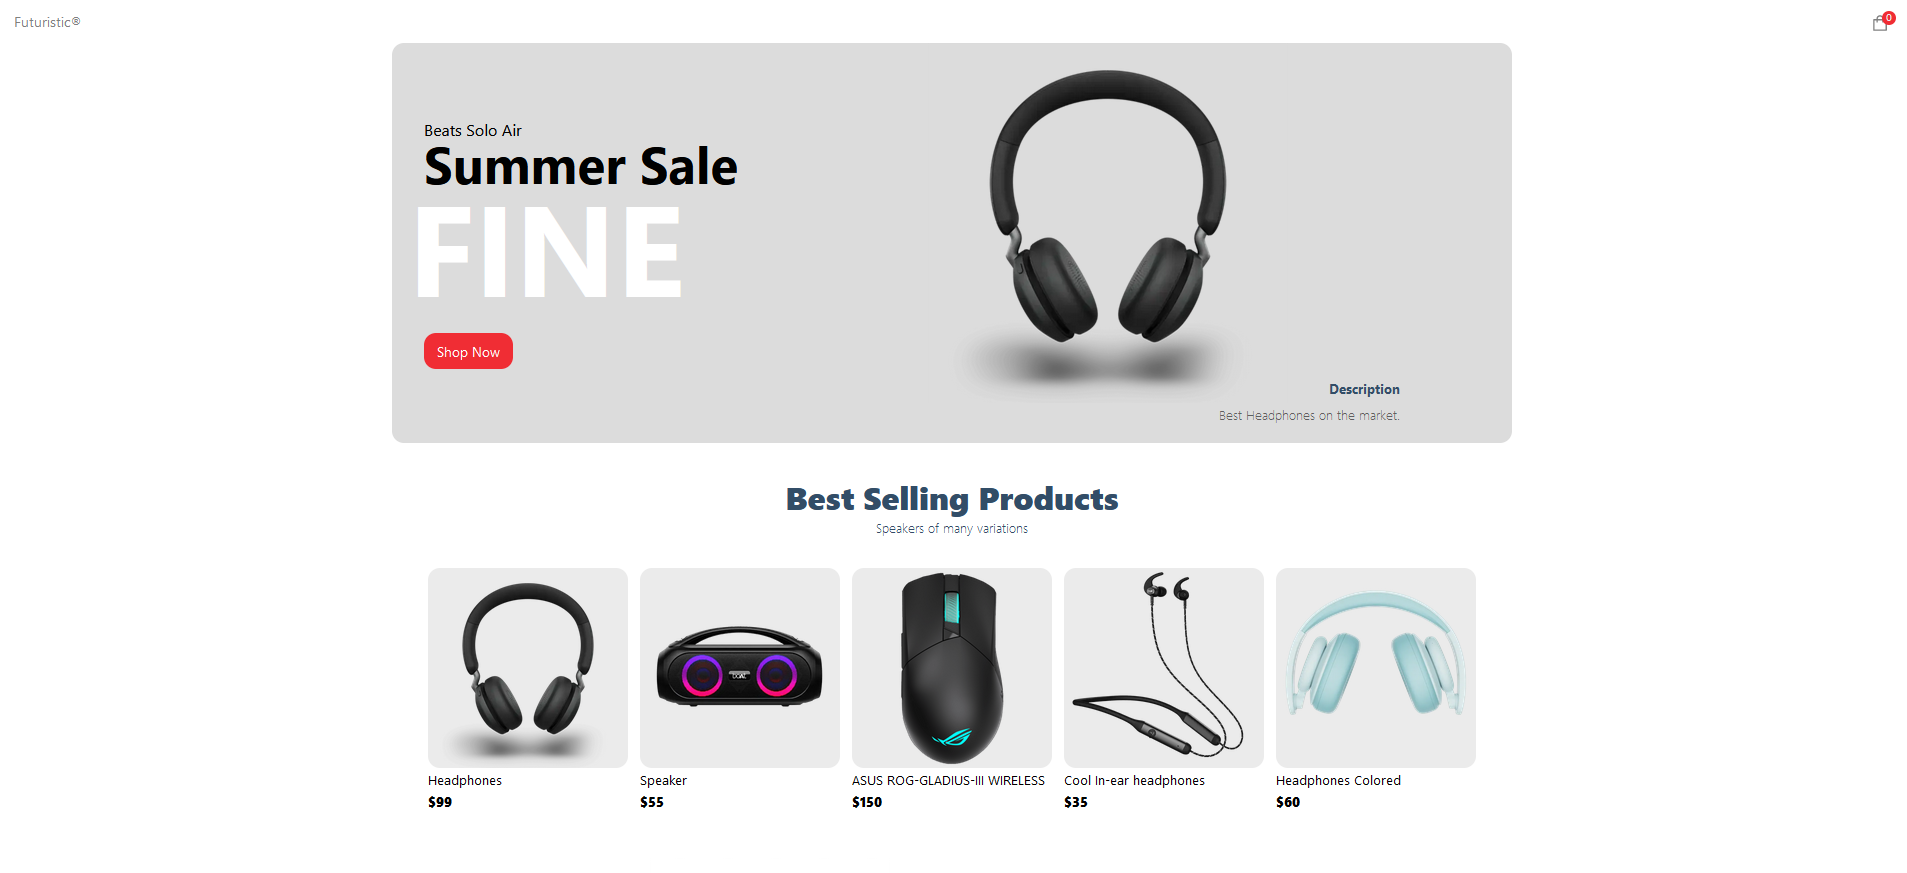 Futuristic®
0
Beats Solo Air
Summer Sale
FINE
Shop Now
Description
Best Headphones on the market.
Best Selling Products
Speakers of many variations
Headphones
$99
Speaker
$55
ASUS ROG-GLADIUS-III WIRELESS
$150
Cool In-ear headphones
$35
Headphones Colored
$60